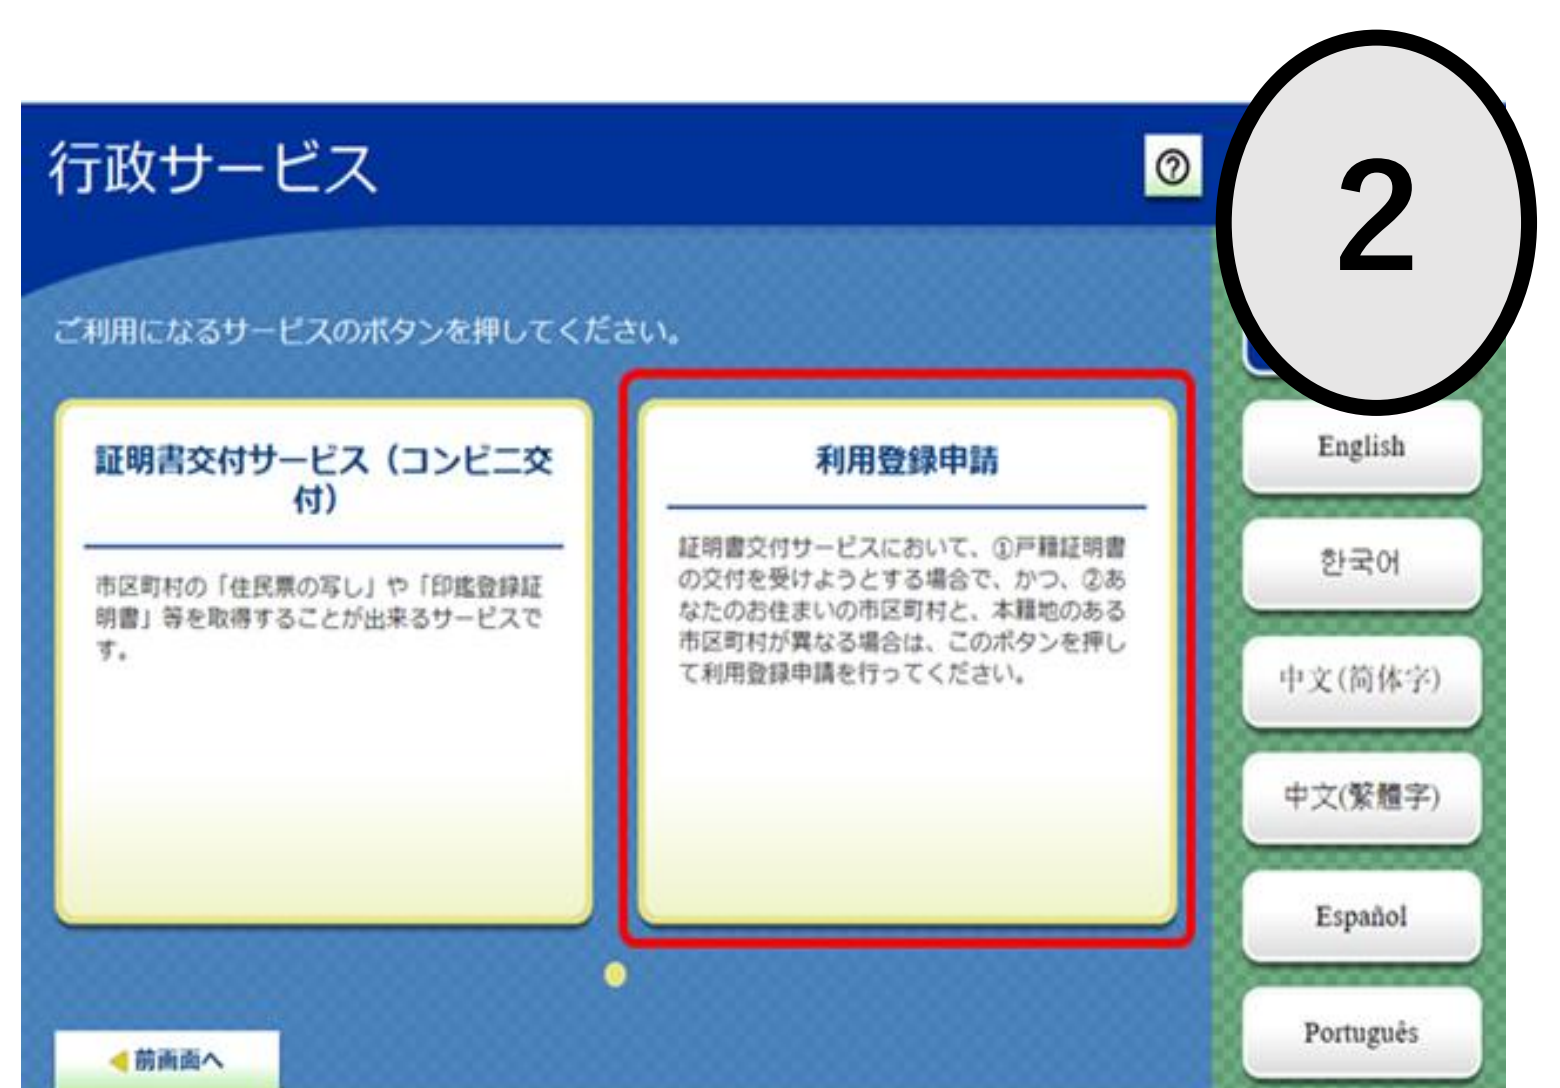 行政サービス
?
2
ご利用になるサービスのボタンを押してください。
証明書交付サービス（コンビニ交
付）
市区町村の「住民票の写し」や「印鑑登録証
明書」等を取得することが出来るサービスで
す。
利用登録申請
証明書交付サービスにおいて、①戸籍証明書
の交付を受けようとする場合で、かつ、②あ
なたのお住まいの市区町村と、本籍地のある
市区町村が異なる場合は、このボタンを押し
て利用登録申請を行ってください。
English
한국어
中文(简体字)
中文(繁體字)
Español
Português
前画面へ